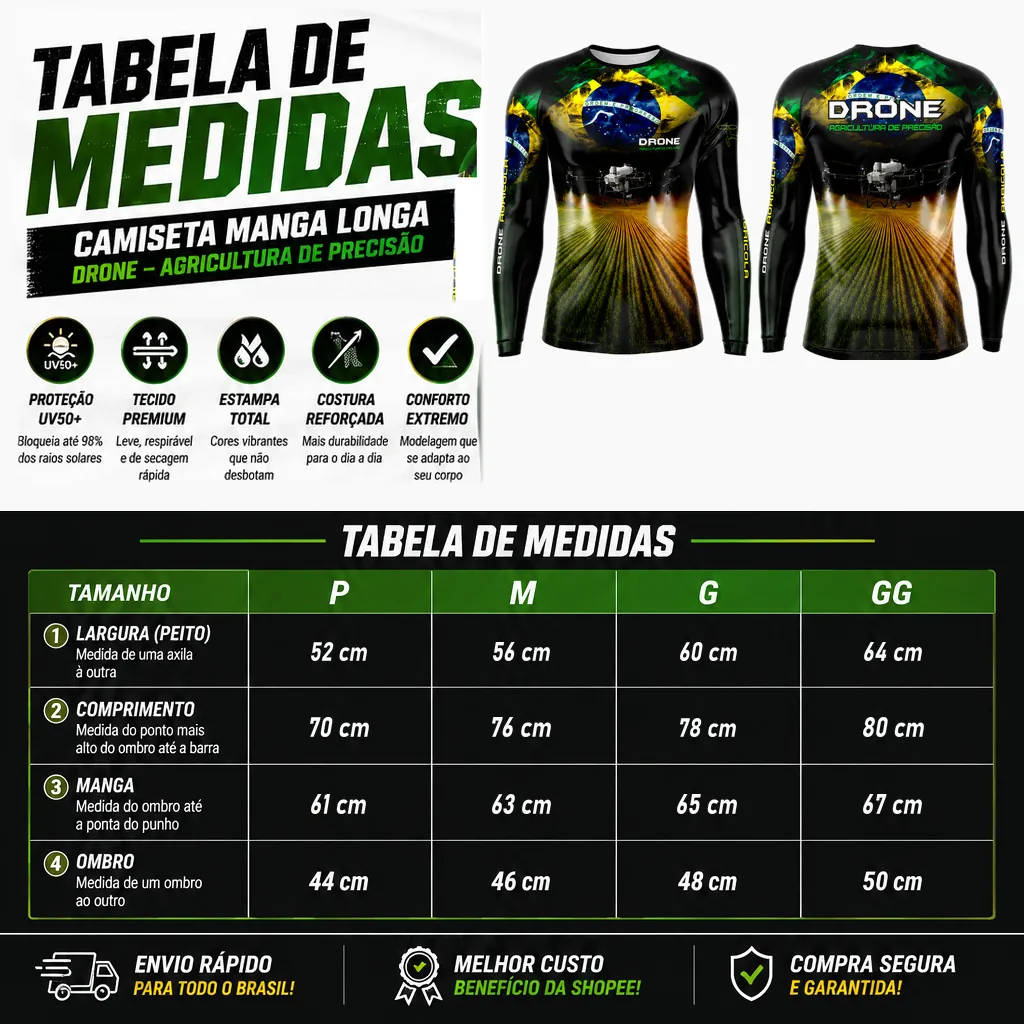 TABELA DE
MEDIDAS
CAMISETA MANGA LONGA
DRONE – AGRICULTURA DE PRECISÃO
UV50+
PROTEÇÃO
UV50+
Bloqueia até 98%
dos raios solares
TECIDO
PREMIUM
Leve, respirável
e de secagem
rápida
ESTAMPA
TOTAL
Cores vibrantes
que não
desbotam
COSTURA
REFORÇADA
Mais durabilidade
para o dia a dia
CONFORTO
EXTREMO
Modelagem que
se adapta ao
seu corpo
DRONE
DRONE AGRICOLA
AGRICOLA
DRONE
AGRICULTURA DE PRECISÃO
DRONE AGRICOLA
DRONE AGRICOLA
TABELA DE MEDIDAS
TAMANHO P M G GG
1 LARGURA (PEITO)
Medida de uma axila
à outra
52 cm 56 cm 60 cm 64 cm
2 COMPRIMENTO
Medida do ponto mais
alto do ombro até a barra
70 cm 76 cm 78 cm 80 cm
3 MANGA
Medida do ombro até
a ponta do punho
61 cm 63 cm 65 cm 67 cm
4 OMBRO
Medida de um ombro
ao outro
44 cm 46 cm 48 cm 50 cm
ENVIO RÁPIDO
PARA TODO O BRASIL!
MELHOR CUSTO
BENEFÍCIO DA SHOPEE!
COMPRA SEGURA
E GARANTIDA!